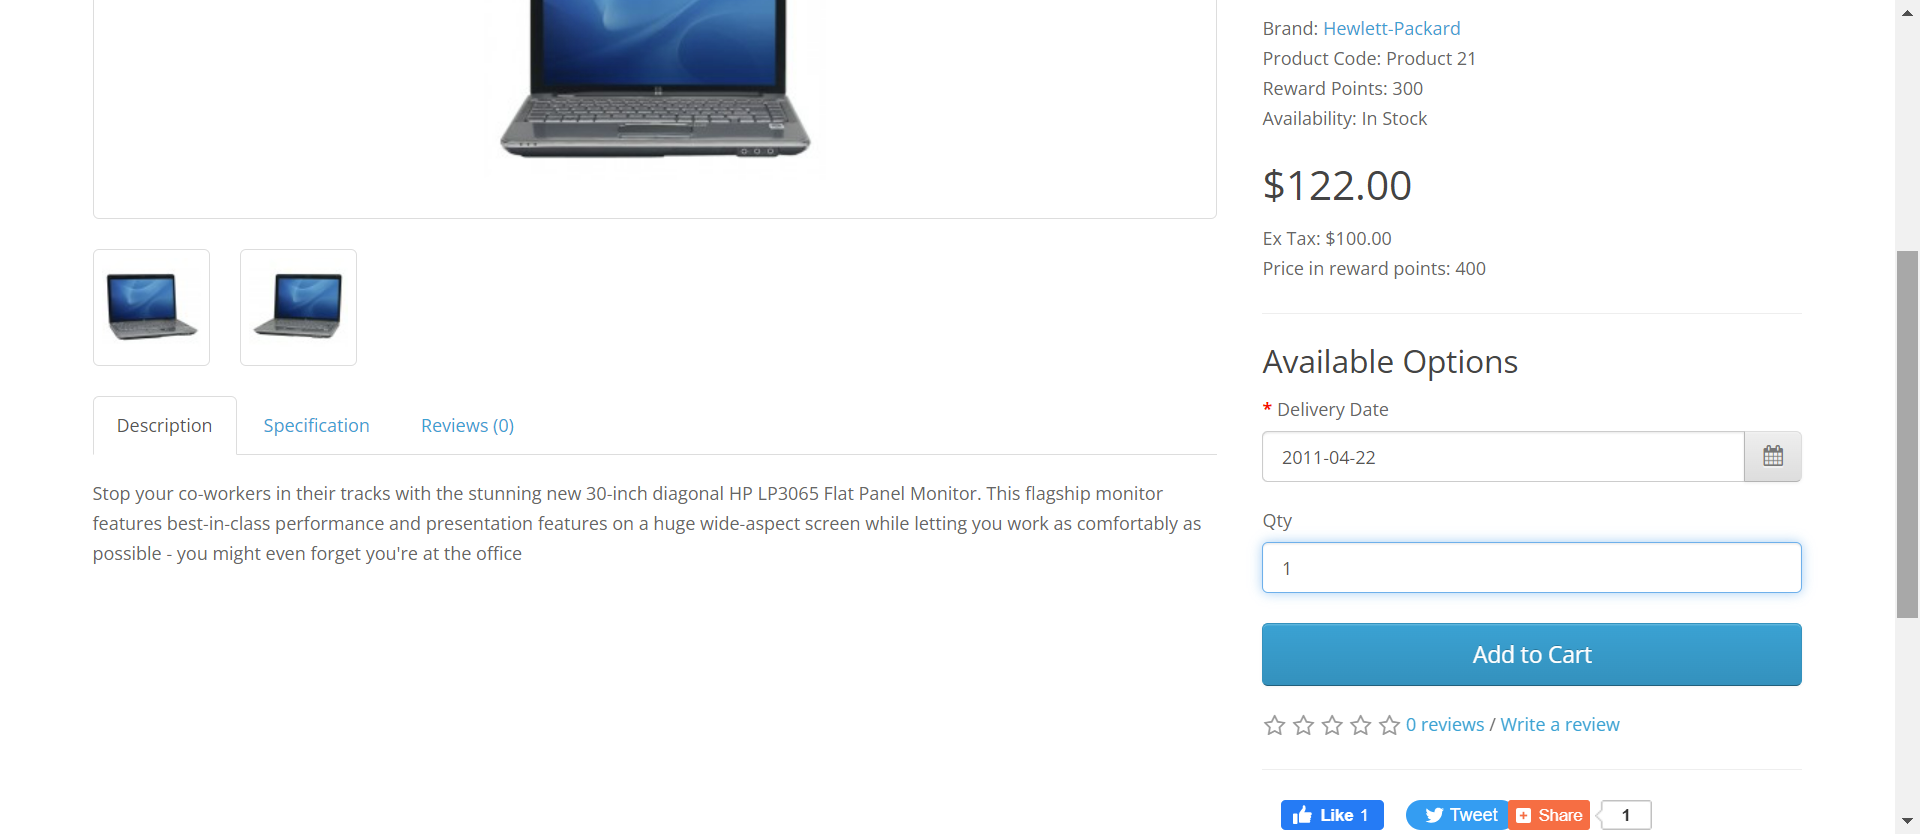 Brand: Hewlett-Packard
Product Code: Product 21
Reward Points: 300
Availability: In Stock
$122.00
Ex Tax: $100.00
Price in reward points: 400
Available Options
* Delivery Date
2011-04-22
Qty
1
Add to Cart
0 reviews / Write a review
Like 1
Tweet
Share
1
Description
Specification
Reviews (0)
Stop your co-workers in their tracks with the stunning new 30-inch diagonal HP LP3065 Flat Panel Monitor. This flagship monitor
features best-in-class performance and presentation features on a huge wide-aspect screen while letting you work as comfortably as
possible - you might even forget you're at the office